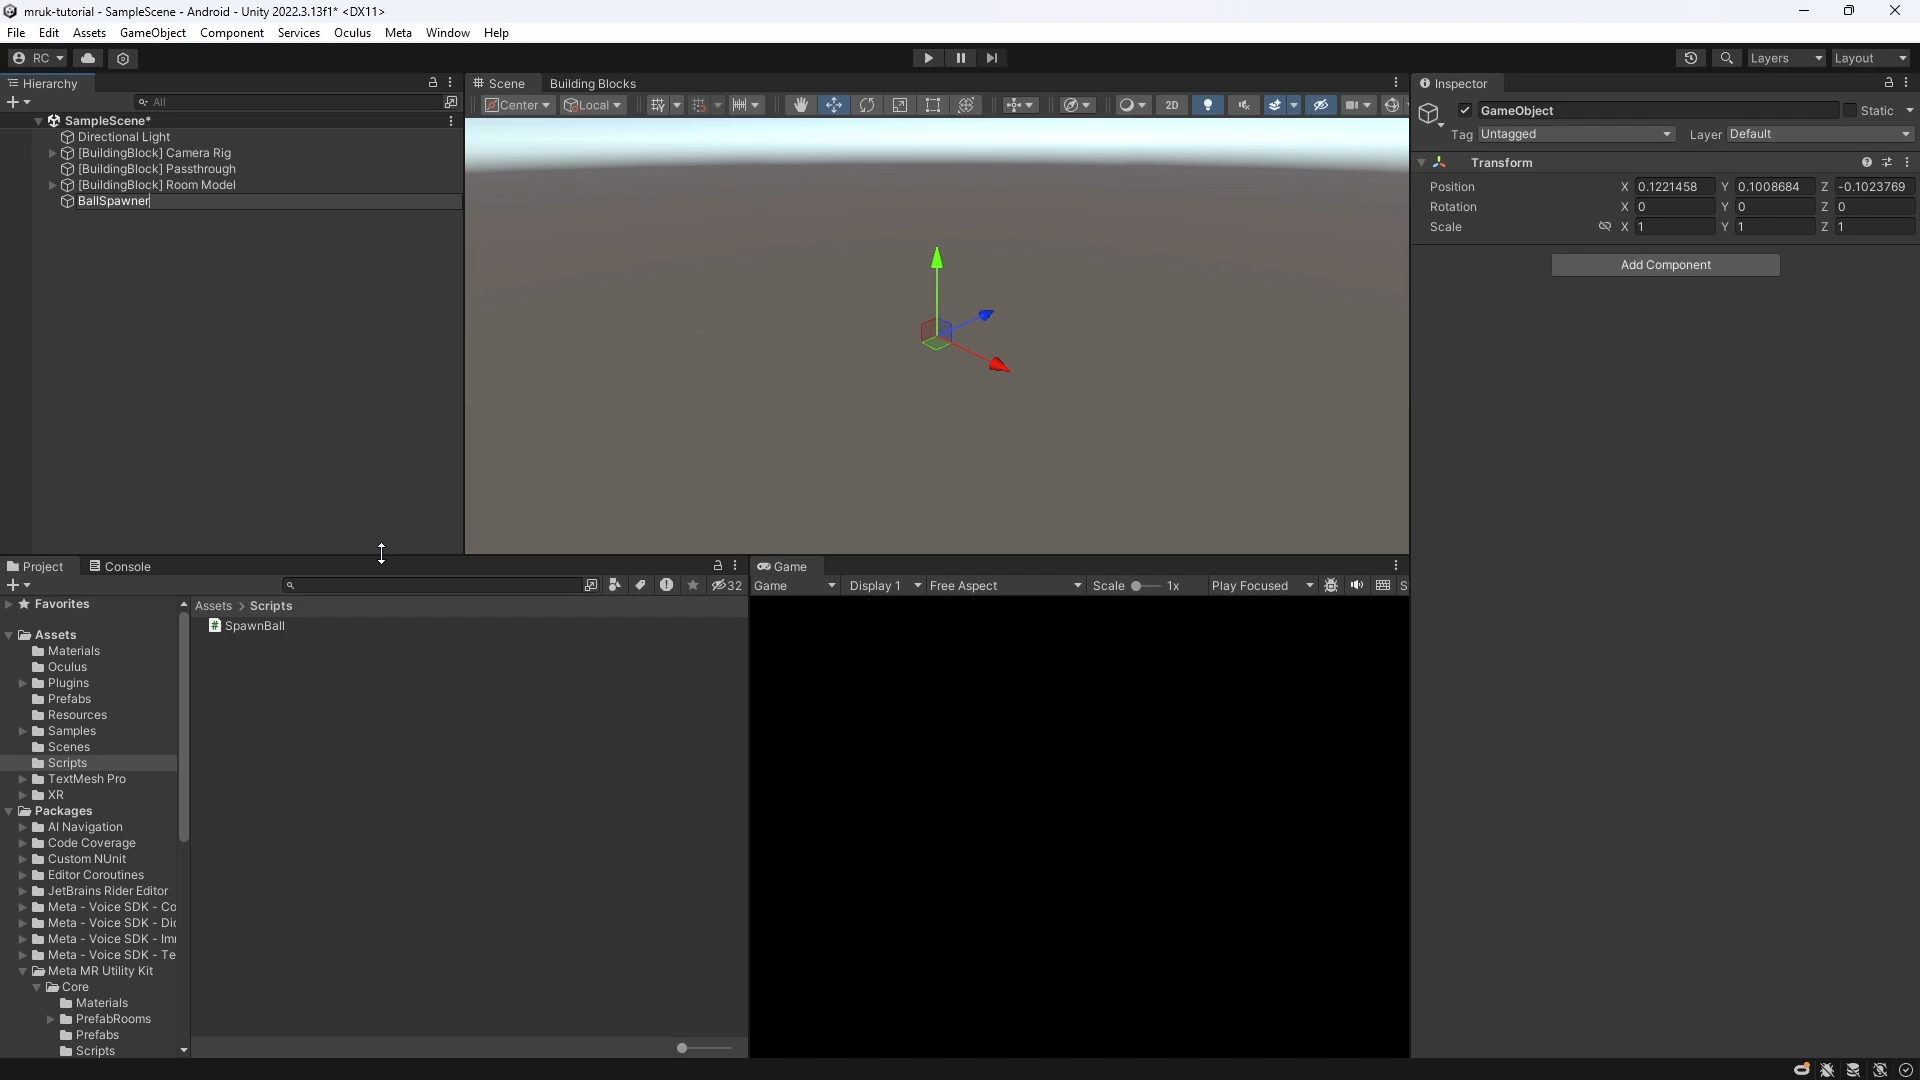 mruk-tutorial - SampleScene - Android - Unity 2022.3.13f1* <DX11>
File Edit Assets GameObject Component Services Oculus Meta Window Help
RC Layers Layout
Hierarchy
All
SampleScene*
Directional Light
[BuildingBlock] Camera Rig
[BuildingBlock] Passthrough
[BuildingBlock] Room Model
BallSpawner
Scene Building Blocks
Center Local 2D
Inspector
GameObject Static
Tag Untagged Layer Default
Transform
Position X 0.1221458 Y 0.1008684 Z -0.1023769
Rotation X 0 Y 0 Z 0
Scale X 1 Y 1 Z 1
Add Component
Project Console
32
Favorites
Assets
Materials
Oculus
Plugins
Prefabs
Resources
Samples
Scenes
Scripts
TextMesh Pro
XR
Packages
AI Navigation
Code Coverage
Custom NUnit
Editor Coroutines
JetBrains Rider Editor
Meta - Voice SDK - Co
Meta - Voice SDK - Di
Meta - Voice SDK - Im
Meta - Voice SDK - Te
Meta MR Utility Kit
Core
Materials
PrefabRooms
Prefabs
Scripts
Assets > Scripts
SpawnBall
Game
Game Display 1 Free Aspect Scale 1x Play Focused S